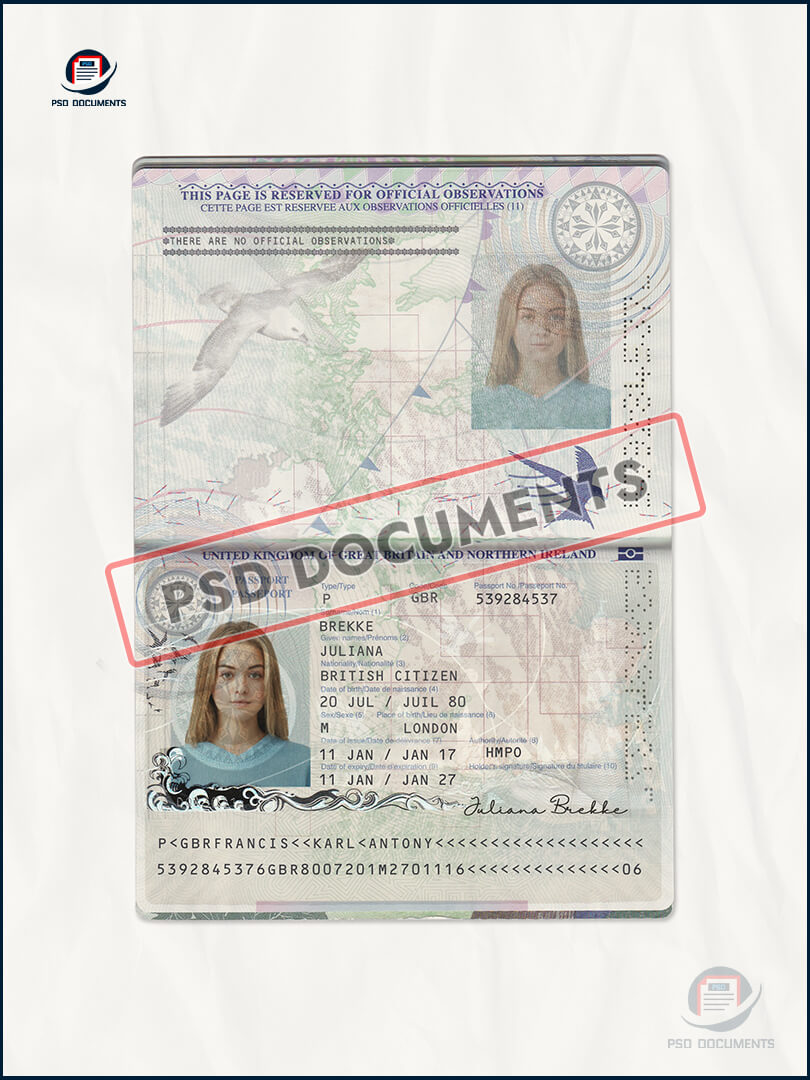 PSD DOCUMENTS
THIS PAGE IS RESERVED FOR OFFICIAL OBSERVATIONS
CETTE PAGE EST RESERVEE AUX OBSERVATIONS OFFICIELLES (11)
THERE ARE NO OFFICIAL OBSERVATIONS
PSD DOCUMENTS
UNITED KINGDOM OF GREAT BRITAIN AND NORTHERN IRELAND
PASSPORT
PASSEPORT
Type/Type Passport No./Passeport No.
P GBR 539284537
Surname/Nom (1)
BREKKE
Given names/Prénoms (2)
JULIANA
Nationality/Nationalité (3)
BRITISH CITIZEN
Date of birth/Date de naissance (4)
20 JUL / JUIL 80
Sex/Sexe (5) Place of birth/Lieu de naissance (6)
M LONDON
Date of issue/Date de délivrance (7) Authority/Autorité (8)
11 JAN / JAN 17 HMPO
Date of expiry/Date d'expiration (9) Holder's signature/Signature du titulaire (10)
11 JAN / JAN 27
Juliana Brekke
P<GBRFRANCIS<<KARL<ANTONY<<<<<<<<<<<<<<<<<<<
5392845376GBR8007201M2701116<<<<<<<<<<<<<<06
PSD
PSD DOCUMENTS